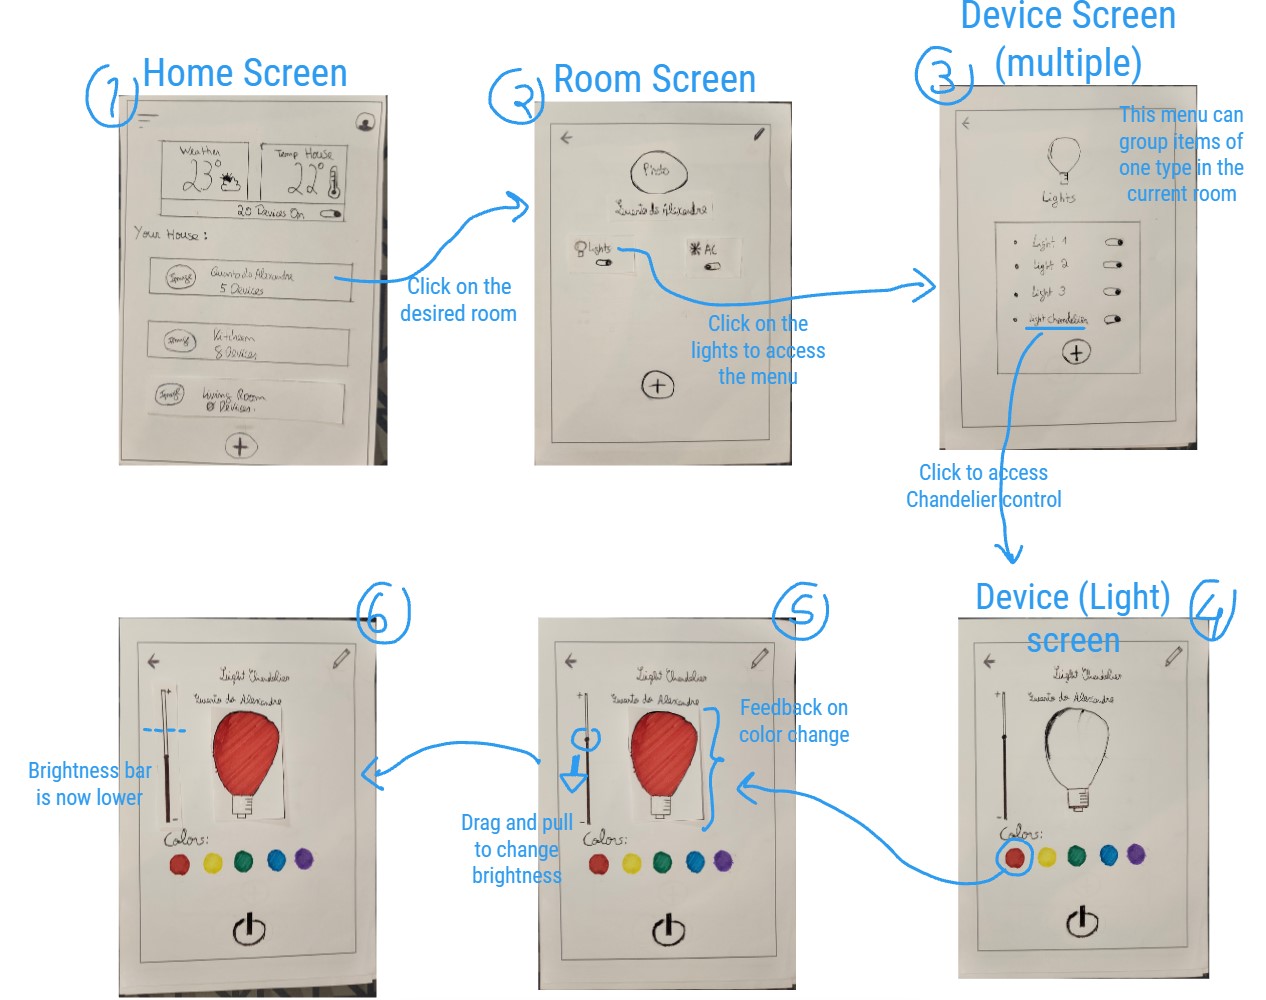 1
Home Screen
Weather
23°
Temp House
22°
20 Devices On
Your House:
Image
Quarto do Alexandre
5 Devices
Image
Kitchen
8 Devices
Image
Living Room
0 Devices.
+
Click on the
desired room
2
Room Screen
Photo
Quarto do Alexandre
Lights
AC
+
Click on the
lights to access
the menu
3
Device Screen
(multiple)
This menu can
group items of
one type in the
current room
Lights
Light 1
Light 2
Light 3
Light Chandelier
+
Click to access
Chandelier control
4
Device (Light)
screen
Light Chandelier
Quarto do Alexandre
+
-
Colors:
5
Light Chandelier
Quarto do Alexandre
+
-
Feedback on
color change
Drag and pull
to change
brightness
Colors:
6
Light Chandelier
Quarto do Alexandre
+
-
Brightness bar
is now lower
Colors: